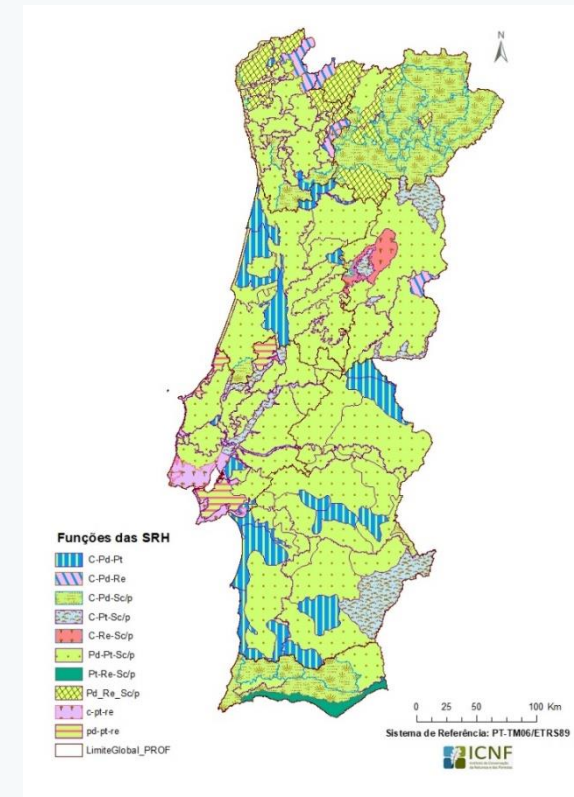 N
Funções das SRH
C-Pd-Pt
C-Pd-Re
C-Pd-Sc/p
C-Pt-Sc/p
C-Re-Sc/p
Pd-Pt-Sc/p
Pt-Re-Sc/p
Pd_Re_Sc/p
c-pt-re
pd-pt-re
LimiteGlobal_PROF
0 25 50 100 Km
Sistema de Referência: PT-TM06/ETRS89
ICNF